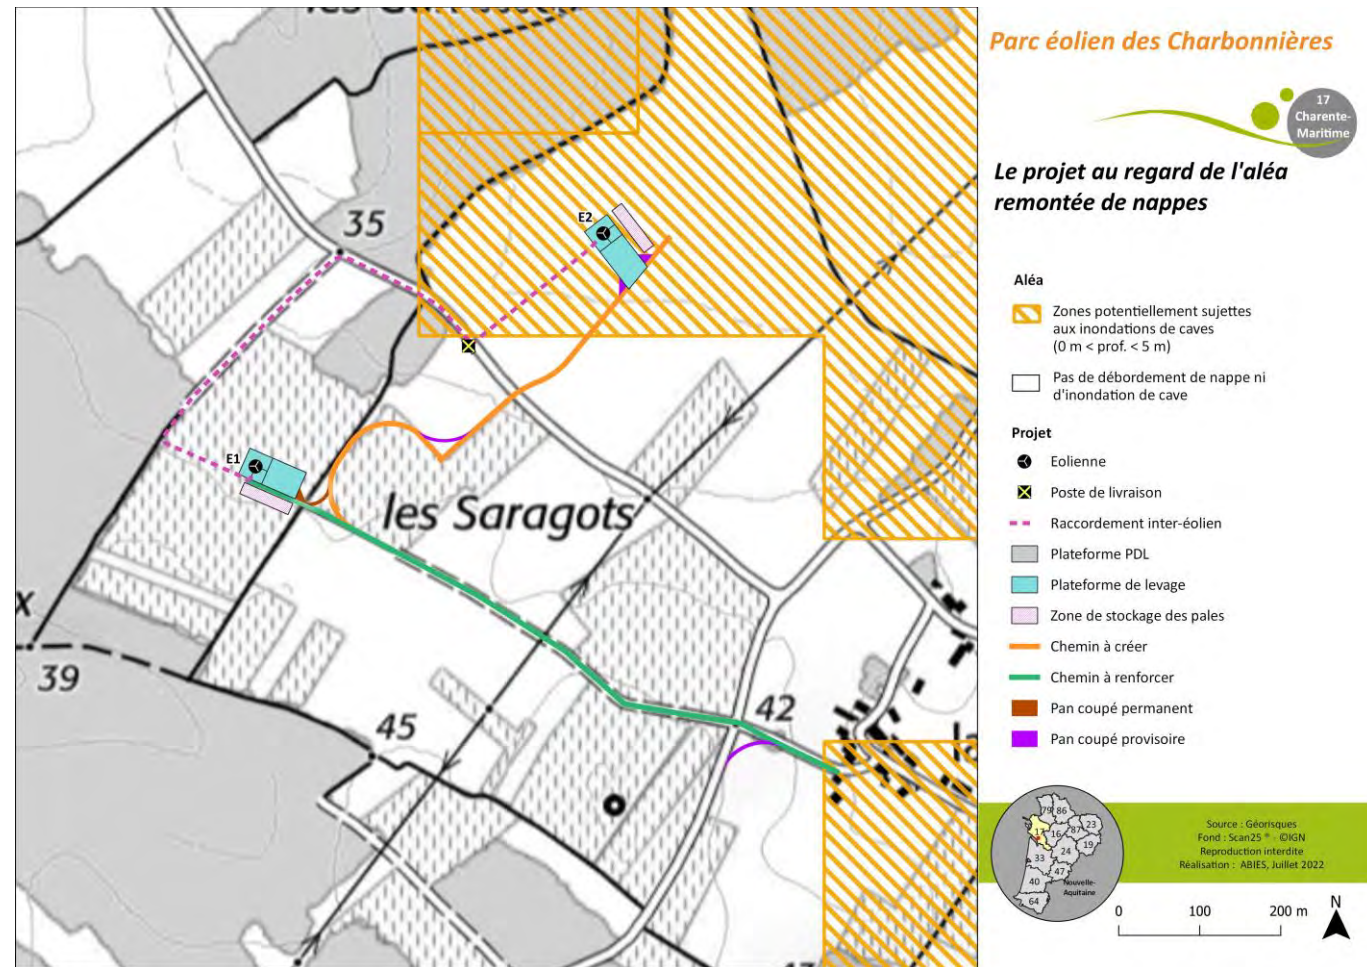 35
E2
E1
les Saragots
39
45
42
la
Parc éolien des Charbonnières
17
Charente-
Maritime
Le projet au regard de l'aléa
remontée de nappes
Aléa
Zones potentiellement sujettes
aux inondations de caves
(0 m < prof. < 5 m)
Pas de débordement de nappe ni
d'inondation de cave
Projet
Eolienne
Poste de livraison
Raccordement inter-éolien
Plateforme PDL
Plateforme de levage
Zone de stockage des pales
Chemin à créer
Chemin à renforcer
Pan coupé permanent
Pan coupé provisoire
79 86
17 16 87 23
19
33 24
47
40
64
Nouvelle-
Aquitaine
Source : Géorisques
Fond : Scan25 ® - ©IGN
Reproduction interdite
Réalisation : ABIES, Juillet 2022
0 100 200 m
N